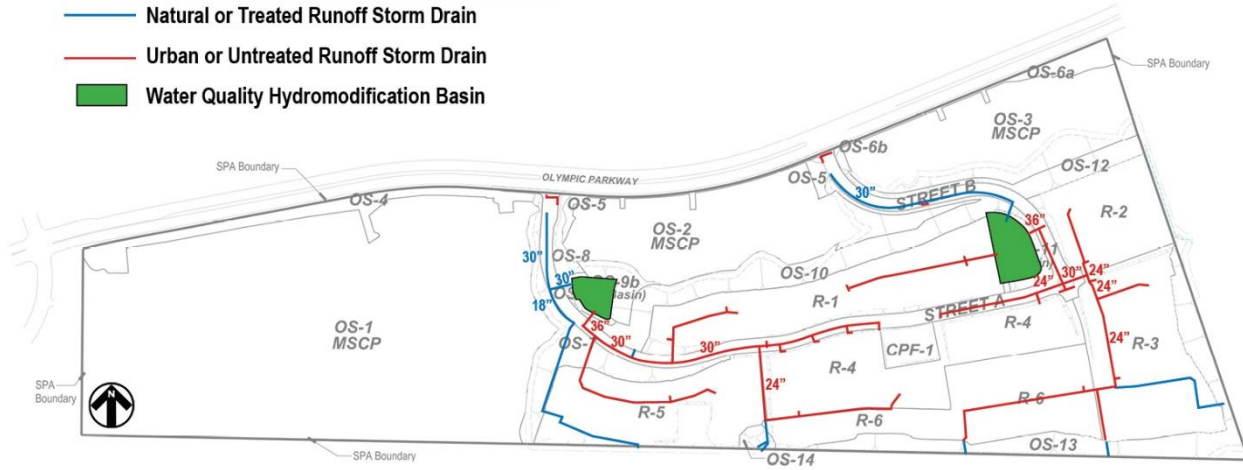 Natural or Treated Runoff Storm Drain
Urban or Untreated Runoff Storm Drain
Water Quality Hydromodification Basin
SPA Boundary
OS-6a
OS-3
MSCP
OS-6b
SPA Boundary
OLYMPIC PARKWAY
OS-5
OS-12
OS-4
30"
STREET B
OS-5
R-2
OS-2
MSCP
36"
30"
OS-8
30"
OS-10
30"
24"
24"
24"
18"
R-1
STREET A
OS-1
MSCP
36"
30"
30"
R-4
24"
R-3
CPF-1
R-4
24"
SPA
Boundary
N
R-5
R-6
R-6
OS-13
OS-14
SPA Boundary